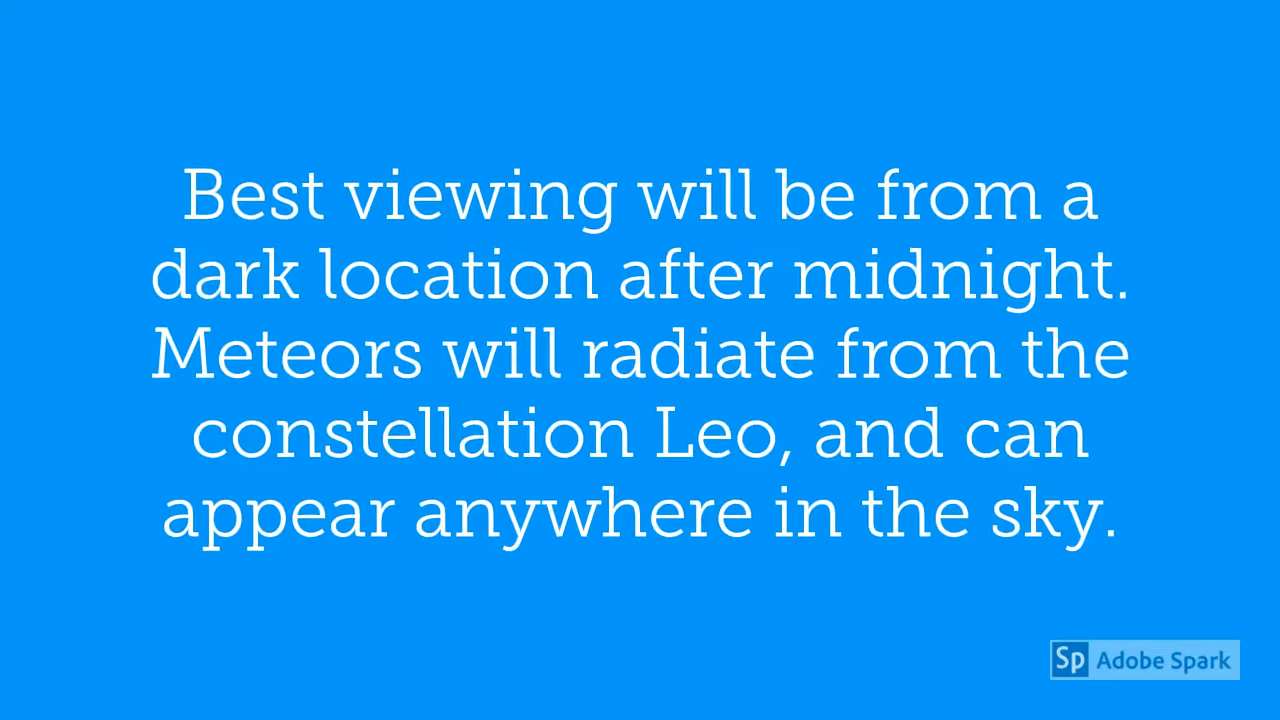 Best viewing will be from a
dark location after midnight.
Meteors will radiate from the
constellation Leo, and can
appear anywhere in the sky.
Sp Adobe Spark